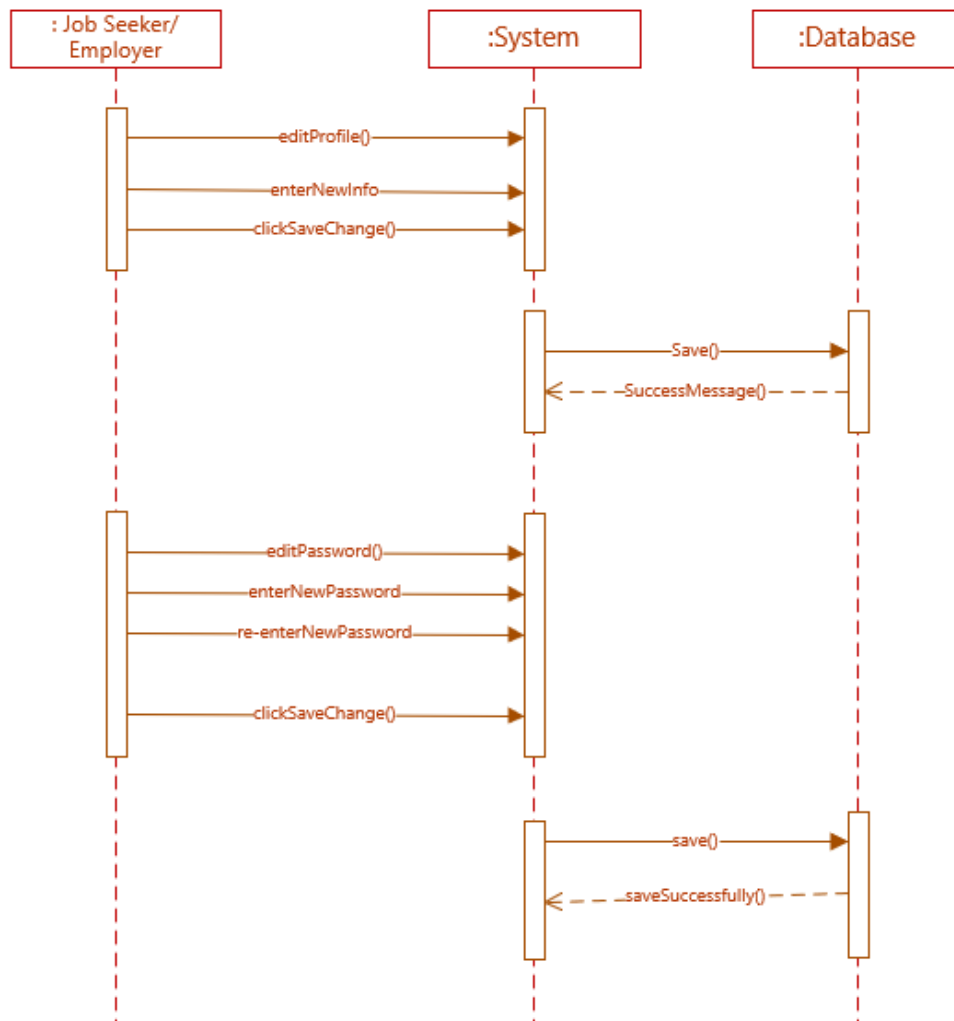 : Job Seeker/
Employer
:System
:Database
editProfile()
enterNewInfo
clickSaveChange()
Save()
SuccessMessage()
editPassword()
enterNewPassword
re-enterNewPassword
clickSaveChange()
save()
saveSuccessfully()